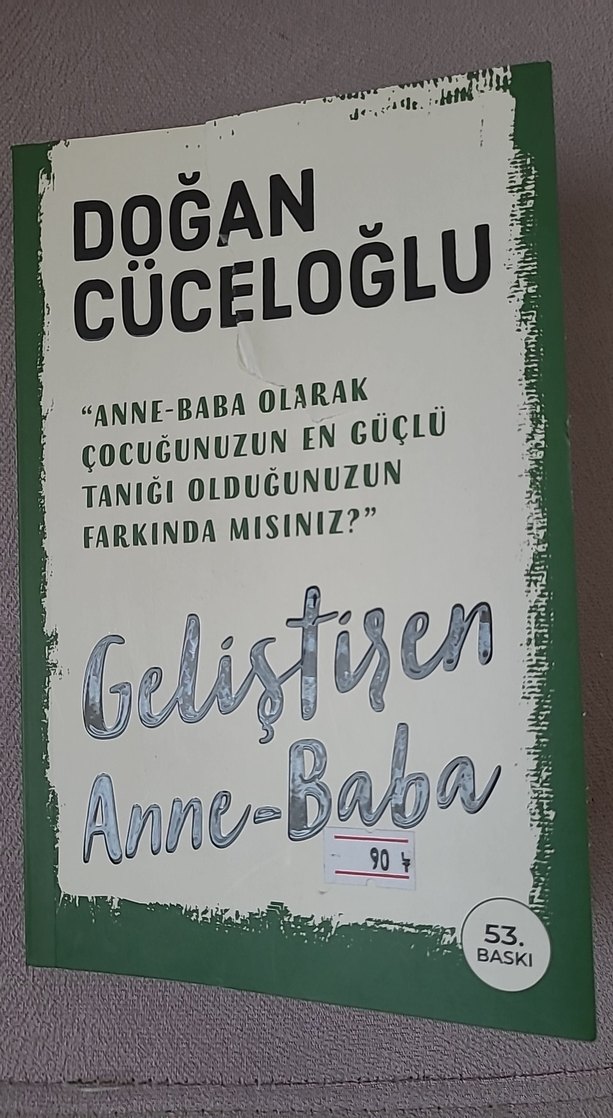 DOĞAN
CÜCELOĞLU
“ANNE-BABA OLARAK
ÇOCUĞUNUZUN EN GÜÇLÜ
TANIĞI OLDUĞUNUZUN
FARKINDA MISINIZ?”
Geliştiren
Anne-Baba
90 ₺
53.
BASKI